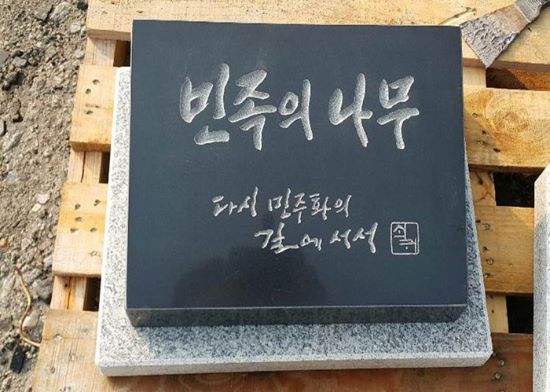 민족의 나무
다시 민주화의
길에 서서